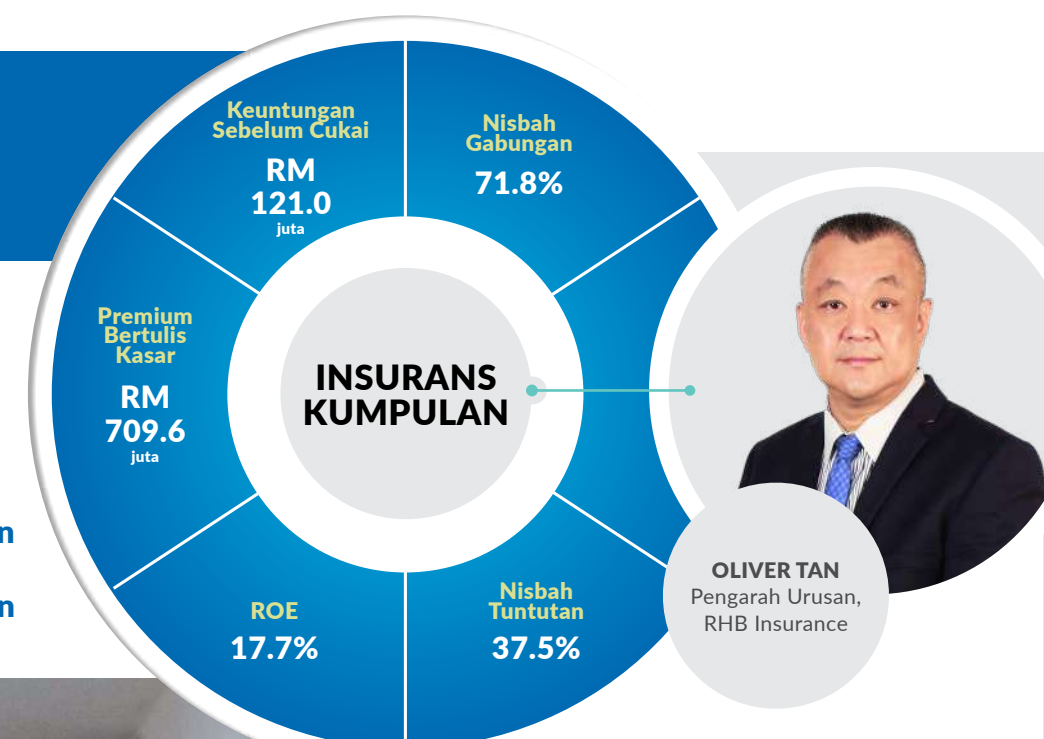 Keuntungan
Sebelum Cukai
RM
121.0
juta
Nisbah
Gabungan
71.8%
Premium
Bertulis
Kasar
RM
709.6
juta
INSURANS
KUMPULAN
n
n
ROE
17.7%
Nisbah
Tuntutan
37.5%
OLIVER TAN
Pengarah Urusan,
RHB Insurance